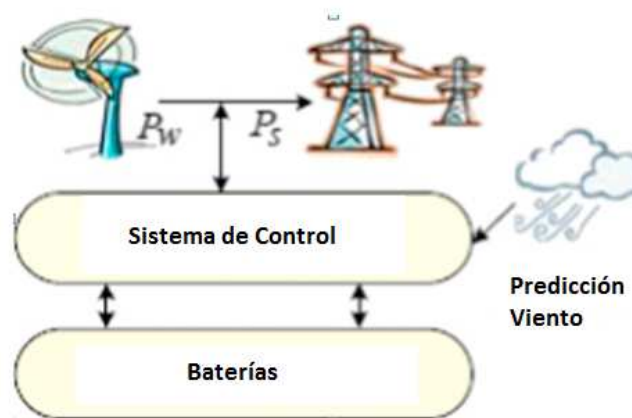 P_W P_S
Sistema de Control
Predicción
Viento
Baterías